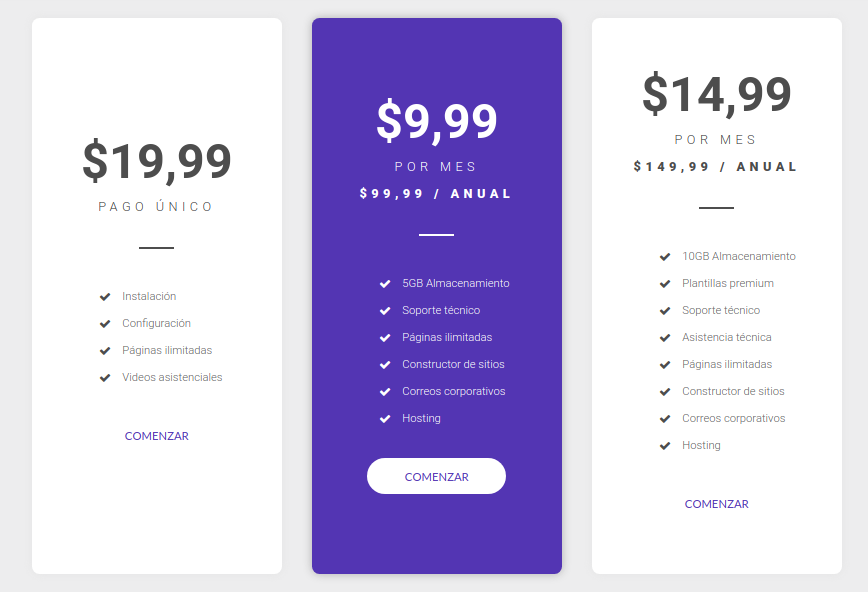 $19,99
PAGO ÚNICO
Instalación
Configuración
Páginas ilimitadas
Videos asistenciales
COMENZAR
$9,99
POR MES
$99,99 / ANUAL
5GB Almacenamiento
Soporte técnico
Páginas ilimitadas
Constructor de sitios
Correos corporativos
Hosting
COMENZAR
$14,99
POR MES
$149,99 / ANUAL
10GB Almacenamiento
Plantillas premium
Soporte técnico
Asistencia técnica
Páginas ilimitadas
Constructor de sitios
Correos corporativos
Hosting
COMENZAR